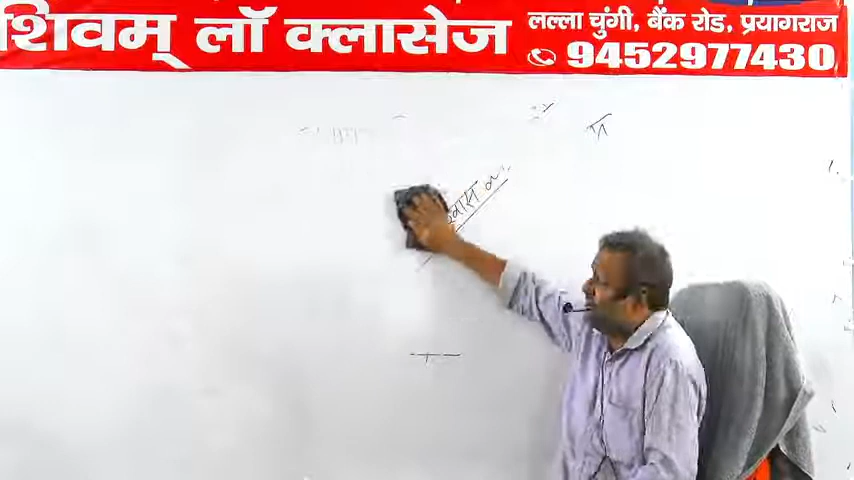 शिवम् लॉ क्लासेज
लल्ला चुंगी, बैंक रोड, प्रयागराज
9452977430